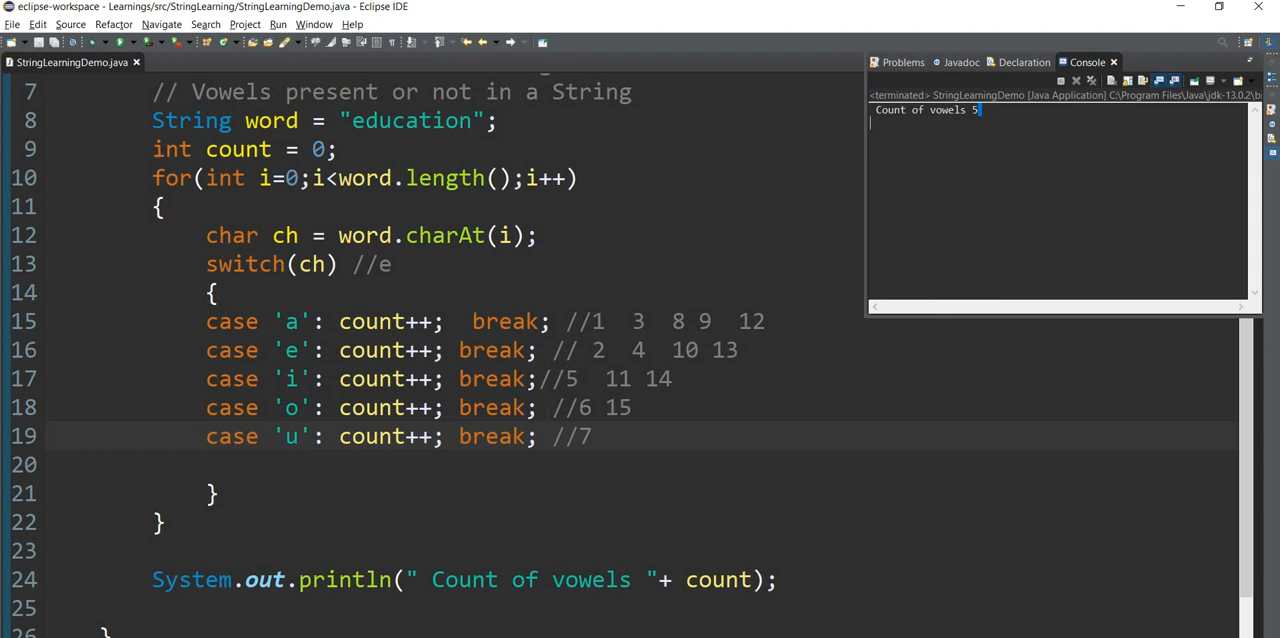 eclipse-workspace - Learnings/src/StringLearning/StringLearningDemo.java - Eclipse IDE
File Edit Source Refactor Navigate Search Project Run Window Help
StringLearningDemo.java
Problems Javadoc Declaration Console
<terminated> StringLearningDemo [Java Application] C:\Program Files\Java\jdk-13.0.2\b
Count of vowels 5
7 // Vowels present or not in a String
8 String word = "education";
9 int count = 0;
10 for(int i=0;i<word.length();i++)
11 {
12 char ch = word.charAt(i);
13 switch(ch) //e
14 {
15 case 'a': count++; break; //1 3 8 9 12
16 case 'e': count++; break; // 2 4 10 13
17 case 'i': count++; break;//5 11 14
18 case 'o': count++; break; //6 15
19 case 'u': count++; break; //7
20
21 }
22 }
23
24 System.out.println(" Count of vowels "+ count);
25
26 }